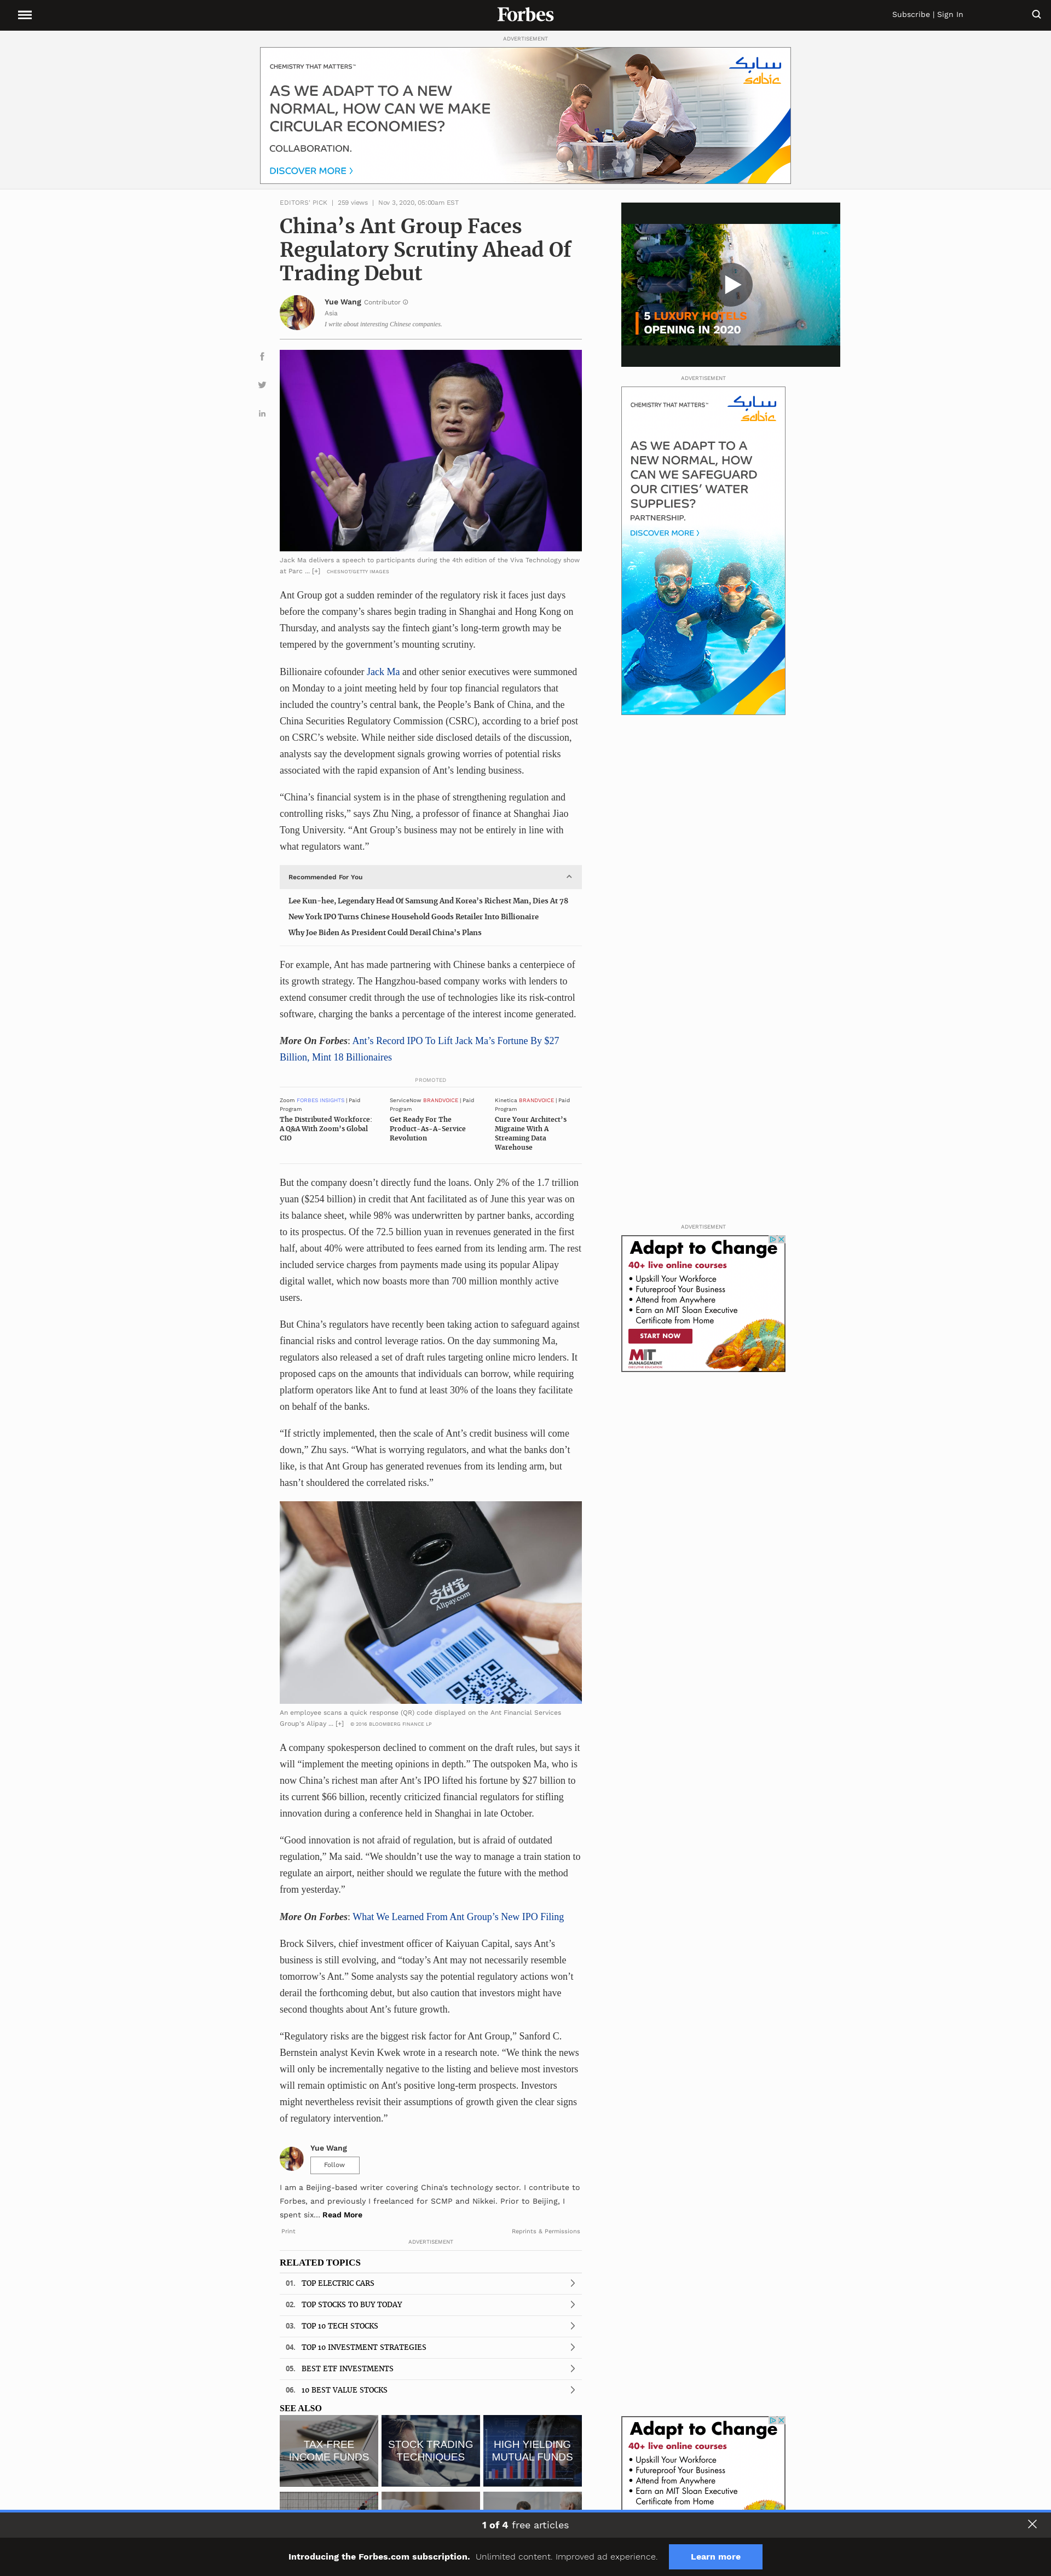 Forbes
Subscribe | Sign In
ADVERTISEMENT
CHEMISTRY THAT MATTERS™
سابك
sabic
AS WE ADAPT TO A NEW
NORMAL, HOW CAN WE MAKE
CIRCULAR ECONOMIES?
COLLABORATION.
DISCOVER MORE
EDITORS' PICK | 259 views | Nov 3, 2020, 05:00am EST
China’s Ant Group Faces
Regulatory Scrutiny Ahead Of
Trading Debut
Yue Wang Contributor
Asia
I write about interesting Chinese companies.
Jack Ma delivers a speech to participants during the 4th edition of the Viva Technology show
at Parc ... [+] CHESNOT/GETTY IMAGES
Ant Group got a sudden reminder of the regulatory risk it faces just days
before the company’s shares begin trading in Shanghai and Hong Kong on
Thursday, and analysts say the fintech giant’s long-term growth may be
tempered by the government’s mounting scrutiny.
Billionaire cofounder Jack Ma and other senior executives were summoned
on Monday to a joint meeting held by four top financial regulators that
included the country’s central bank, the People’s Bank of China, and the
China Securities Regulatory Commission (CSRC), according to a brief post
on CSRC’s website. While neither side disclosed details of the discussion,
analysts say the development signals growing worries of potential risks
associated with the rapid expansion of Ant’s lending business.
“China’s financial system is in the phase of strengthening regulation and
controlling risks,” says Zhu Ning, a professor of finance at Shanghai Jiao
Tong University. “Ant Group’s business may not be entirely in line with
what regulators want.”
Recommended For You
Lee Kun-hee, Legendary Head Of Samsung And Korea's Richest Man, Dies At 78
New York IPO Turns Chinese Household Goods Retailer Into Billionaire
Why Joe Biden As President Could Derail China's Plans
For example, Ant has made partnering with Chinese banks a centerpiece of
its growth strategy. The Hangzhou-based company works with lenders to
extend consumer credit through the use of technologies like its risk-control
software, charging the banks a percentage of the interest income generated.
More On Forbes: Ant’s Record IPO To Lift Jack Ma’s Fortune By $27
Billion, Mint 18 Billionaires
PROMOTED
Zoom FORBES INSIGHTS | Paid
Program
The Distributed Workforce:
A Q&A With Zoom's Global
CIO
ServiceNow BRANDVOICE | Paid
Program
Get Ready For The
Product-As-A-Service
Revolution
Kinetica BRANDVOICE | Paid
Program
Cure Your Architect's
Migraine With A
Streaming Data
Warehouse
But the company doesn’t directly fund the loans. Only 2% of the 1.7 trillion
yuan ($254 billion) in credit that Ant facilitated as of June this year was on
its balance sheet, while 98% was underwritten by partner banks, according
to its prospectus. Of the 72.5 billion yuan in revenues generated in the first
half, about 40% were attributed to fees earned from its lending arm. The rest
included service charges from payments made using its popular Alipay
digital wallet, which now boasts more than 700 million monthly active
users.
But China’s regulators have recently been taking action to safeguard against
financial risks and control leverage ratios. On the day summoning Ma,
regulators also released a set of draft rules targeting online micro lenders. It
proposed caps on the amounts that individuals can borrow, while requiring
platform operators like Ant to fund at least 30% of the loans they facilitate
on behalf of the banks.
“If strictly implemented, then the scale of Ant’s credit business will come
down,” Zhu says. “What is worrying regulators, and what the banks don’t
like, is that Ant Group has generated revenues from its lending arm, but
hasn’t shouldered the correlated risks.”
支付宝
Alipay.com
An employee scans a quick response (QR) code displayed on the Ant Financial Services
Group's Alipay ... [+] © 2016 BLOOMBERG FINANCE LP
A company spokesperson declined to comment on the draft rules, but says it
will “implement the meeting opinions in depth.” The outspoken Ma, who is
now China’s richest man after Ant’s IPO lifted his fortune by $27 billion to
its current $66 billion, recently criticized financial regulators for stifling
innovation during a conference held in Shanghai in late October.
“Good innovation is not afraid of regulation, but is afraid of outdated
regulation,” Ma said. “We shouldn’t use the way to manage a train station to
regulate an airport, neither should we regulate the future with the method
from yesterday.”
More On Forbes: What We Learned From Ant Group’s New IPO Filing
Brock Silvers, chief investment officer of Kaiyuan Capital, says Ant’s
business is still evolving, and “today’s Ant may not necessarily resemble
tomorrow’s Ant.” Some analysts say the potential regulatory actions won’t
derail the forthcoming debut, but also caution that investors might have
second thoughts about Ant’s future growth.
“Regulatory risks are the biggest risk factor for Ant Group,” Sanford C.
Bernstein analyst Kevin Kwek wrote in a research note. “We think the news
will only be incrementally negative to the listing and believe most investors
will remain optimistic on Ant's positive long-term prospects. Investors
might nevertheless revisit their assumptions of growth given the clear signs
of regulatory intervention.”
Yue Wang
Follow
I am a Beijing-based writer covering China's technology sector. I contribute to
Forbes, and previously I freelanced for SCMP and Nikkei. Prior to Beijing, I
spent six... Read More
Print
Reprints & Permissions
ADVERTISEMENT
RELATED TOPICS
01. TOP ELECTRIC CARS
02. TOP STOCKS TO BUY TODAY
03. TOP 10 TECH STOCKS
04. TOP 10 INVESTMENT STRATEGIES
05. BEST ETF INVESTMENTS
06. 10 BEST VALUE STOCKS
SEE ALSO
TAX-FREE
INCOME FUNDS
STOCK TRADING
TECHNIQUES
HIGH YIELDING
MUTUAL FUNDS
5 LUXURY HOTELS
OPENING IN 2020
ADVERTISEMENT
CHEMISTRY THAT MATTERS™
سابك
sabic
AS WE ADAPT TO A
NEW NORMAL, HOW
CAN WE SAFEGUARD
OUR CITIES’ WATER
SUPPLIES?
PARTNERSHIP.
DISCOVER MORE
ADVERTISEMENT
Adapt to Change
40+ live online courses
• Upskill Your Workforce
• Futureproof Your Business
• Attend from Anywhere
• Earn an MIT Sloan Executive
Certificate from Home
START NOW
MIT
MANAGEMENT
EXECUTIVE EDUCATION
Adapt to Change
40+ live online courses
• Upskill Your Workforce
• Futureproof Your Business
• Attend from Anywhere
• Earn an MIT Sloan Executive
Certificate from Home
1 of 4 free articles
Introducing the Forbes.com subscription. Unlimited content. Improved ad experience.
Learn more